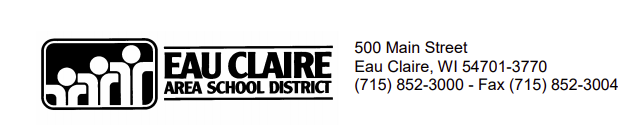 EAU CLAIRE
AREA SCHOOL DISTRICT
500 Main Street
Eau Claire, WI 54701-3770
(715) 852-3000 - Fax (715) 852-3004